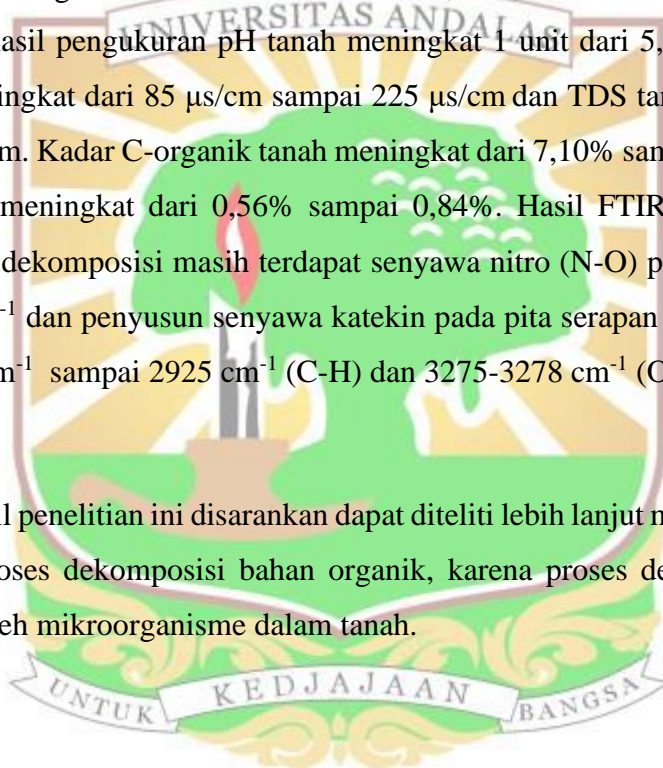 UNIVERSITAS ANDALAS
hasil pengukuran pH tanah meningkat 1 unit dari 5,
ingkat dari 85 μs/cm sampai 225 μs/cm dan TDS tan
m. Kadar C-organik tanah meningkat dari 7,10% sam
meningkat dari 0,56% sampai 0,84%. Hasil FTIR
dekomposisi masih terdapat senyawa nitro (N-O) p
-1 dan penyusun senyawa katekin pada pita serapan
m-1 sampai 2925 cm-1 (C-H) dan 3275-3278 cm-1 (O
il penelitian ini disarankan dapat diteliti lebih lanjut m
oses dekomposisi bahan organik, karena proses de
eh mikroorganisme dalam tanah.
UNTUK KEDJAJAAN BANGSA